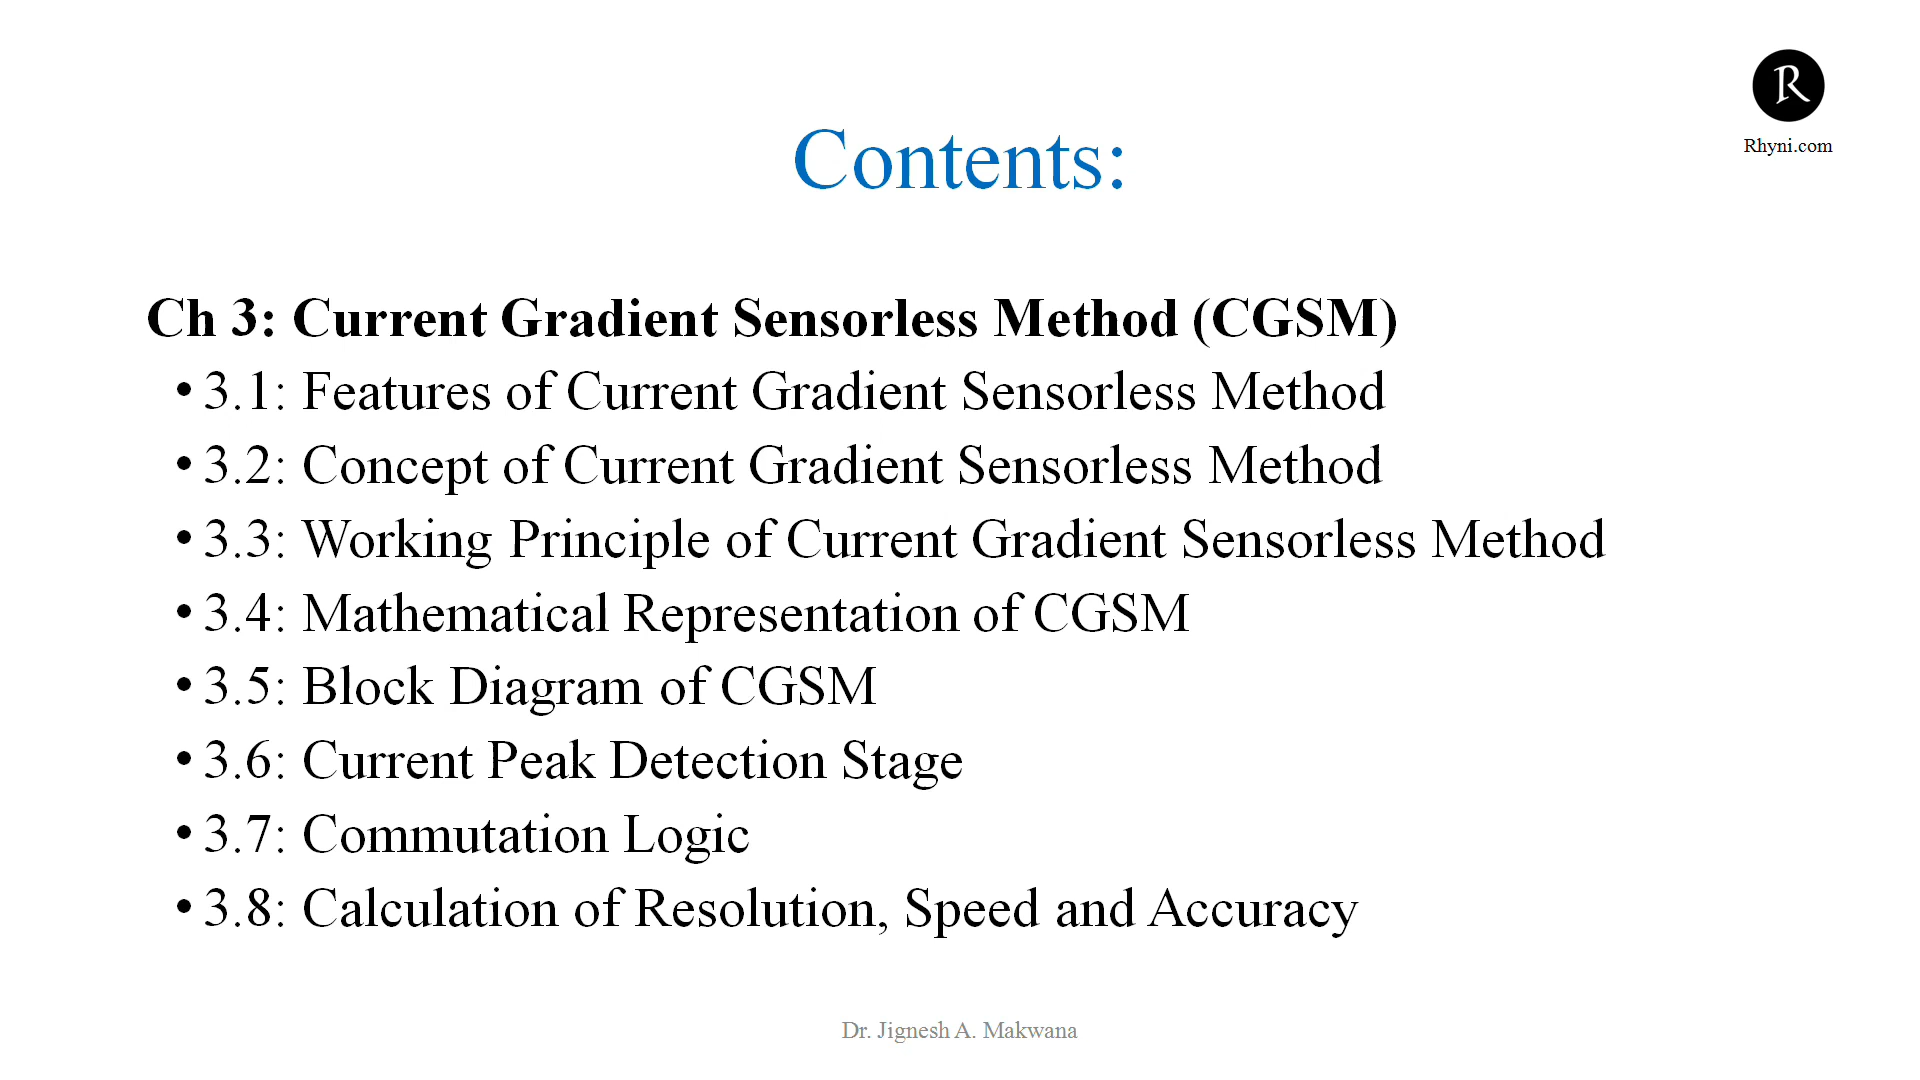 R
Rhyni.com
Contents:
Ch 3: Current Gradient Sensorless Method (CGSM)
• 3.1: Features of Current Gradient Sensorless Method
• 3.2: Concept of Current Gradient Sensorless Method
• 3.3: Working Principle of Current Gradient Sensorless Method
• 3.4: Mathematical Representation of CGSM
• 3.5: Block Diagram of CGSM
• 3.6: Current Peak Detection Stage
• 3.7: Commutation Logic
• 3.8: Calculation of Resolution, Speed and Accuracy
Dr. Jignesh A. Makwana